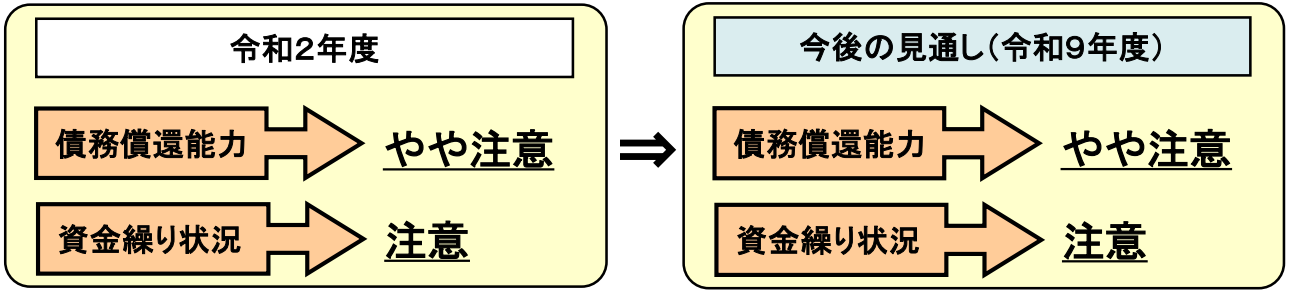 令和２年度
債務償還能力
やや注意
資金繰り状況
注意
⇒
今後の見通し（令和９年度）
債務償還能力
やや注意
資金繰り状況
注意